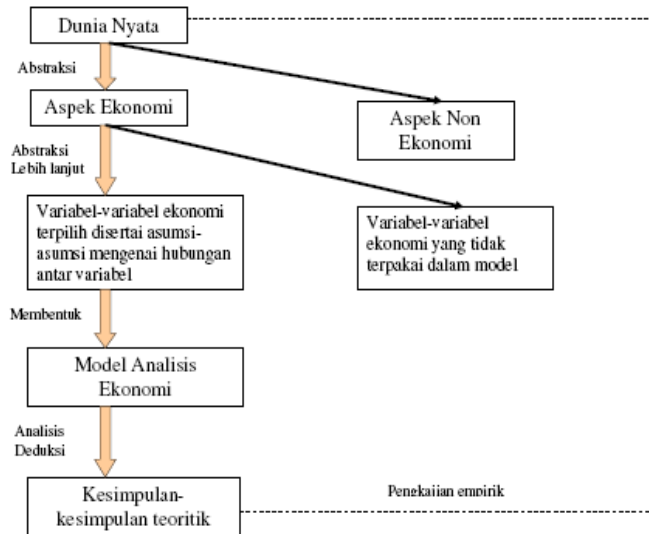 Dunia Nyata
Abstraksi
Aspek Ekonomi
Aspek Non
Ekonomi
Abstraksi
Lebih lanjut
Variabel-variabel ekonomi
terpilih disertai asumsi-
asumsi mengenai hubungan
antar variabel
Variabel-variabel
ekonomi yang tidak
terpakai dalam model
Membentuk
Model Analisis
Ekonomi
Analisis
Deduksi
Kesimpulan-
kesimpulan teoritik
Pengkajian empirik